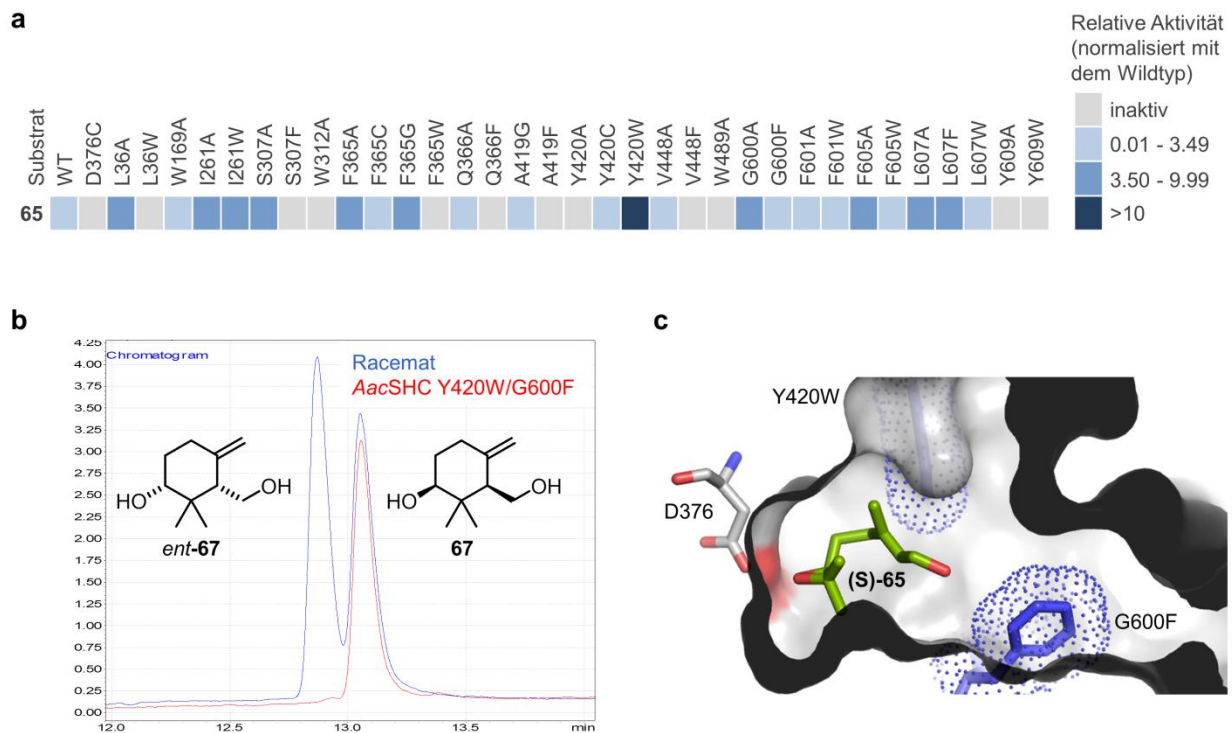 a
Substrat
WT
D376C
L36A
L36W
W169A
I261A
I261W
S307A
S307F
W312A
F365A
F365C
F365G
F365W
Q366A
Q366F
A419G
A419F
Y420A
Y420C
Y420W
V448A
V448F
W489A
G600A
G600F
F601A
F601W
F605A
F605W
L607A
L607F
L607W
Y609A
Y609W
65
Relative Aktivität
(normalisiert mit
dem Wildtyp)
inaktiv
0.01 - 3.49
3.50 - 9.99
>10
b
4.25
Chromatogram
4.00
3.75
3.50
3.25
3.00
2.75
2.50
2.25
2.00
1.75
1.50
1.25
1.00
0.75
0.50
0.25
0.00
12.0
12.5
13.0
13.5
min
Racemat
AacSHC Y420W/G600F
HO
OH
ent-67
HO
OH
67
c
Y420W
D376
(S)-65
G600F